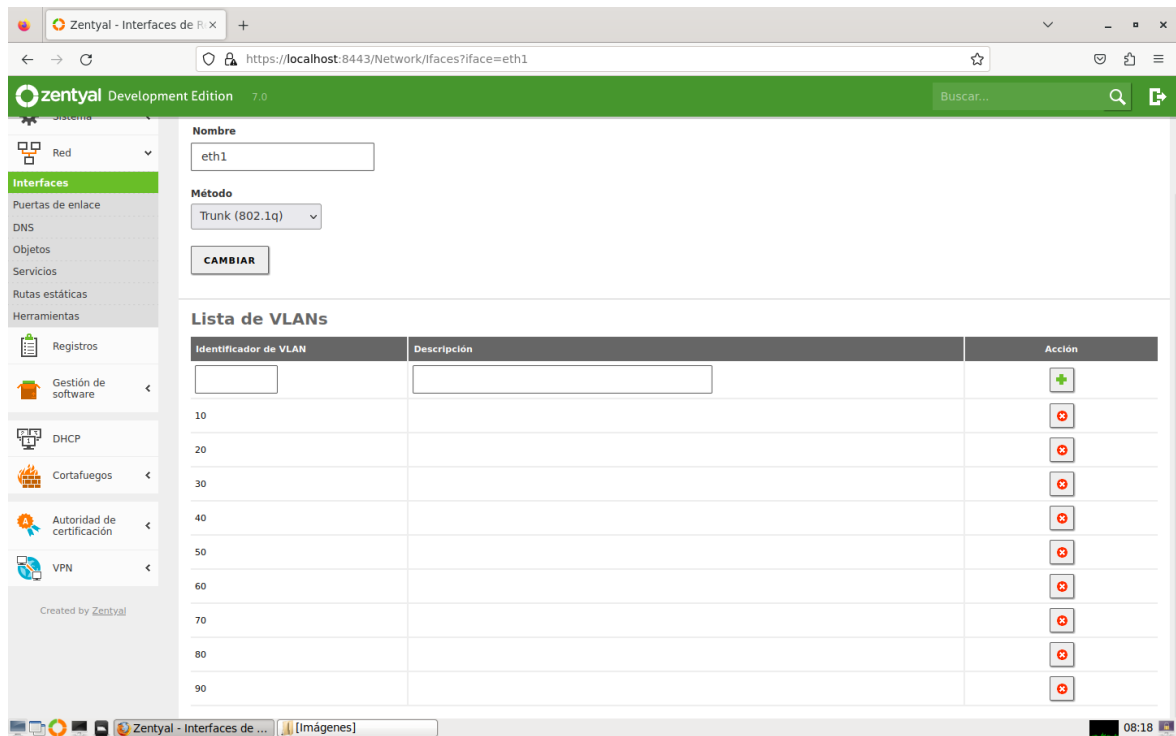 Zentyal - Interfaces de R
https://localhost:8443/Network/Ifaces?iface=eth1
zentyal Development Edition 7.0
Buscar...
Sistema
Red
Interfaces
Puertas de enlace
DNS
Objetos
Servicios
Rutas estáticas
Herramientas
Registros
Gestión de
software
DHCP
Cortafuegos
Autoridad de
certificación
VPN
Created by Zentyal
Nombre
eth1
Método
Trunk (802.1q)
CAMBIAR
Lista de VLANs
Identificador de VLAN Descripción Acción
10
20
30
40
50
60
70
80
90
Zentyal - Interfaces de ... [Imágenes] 08:18